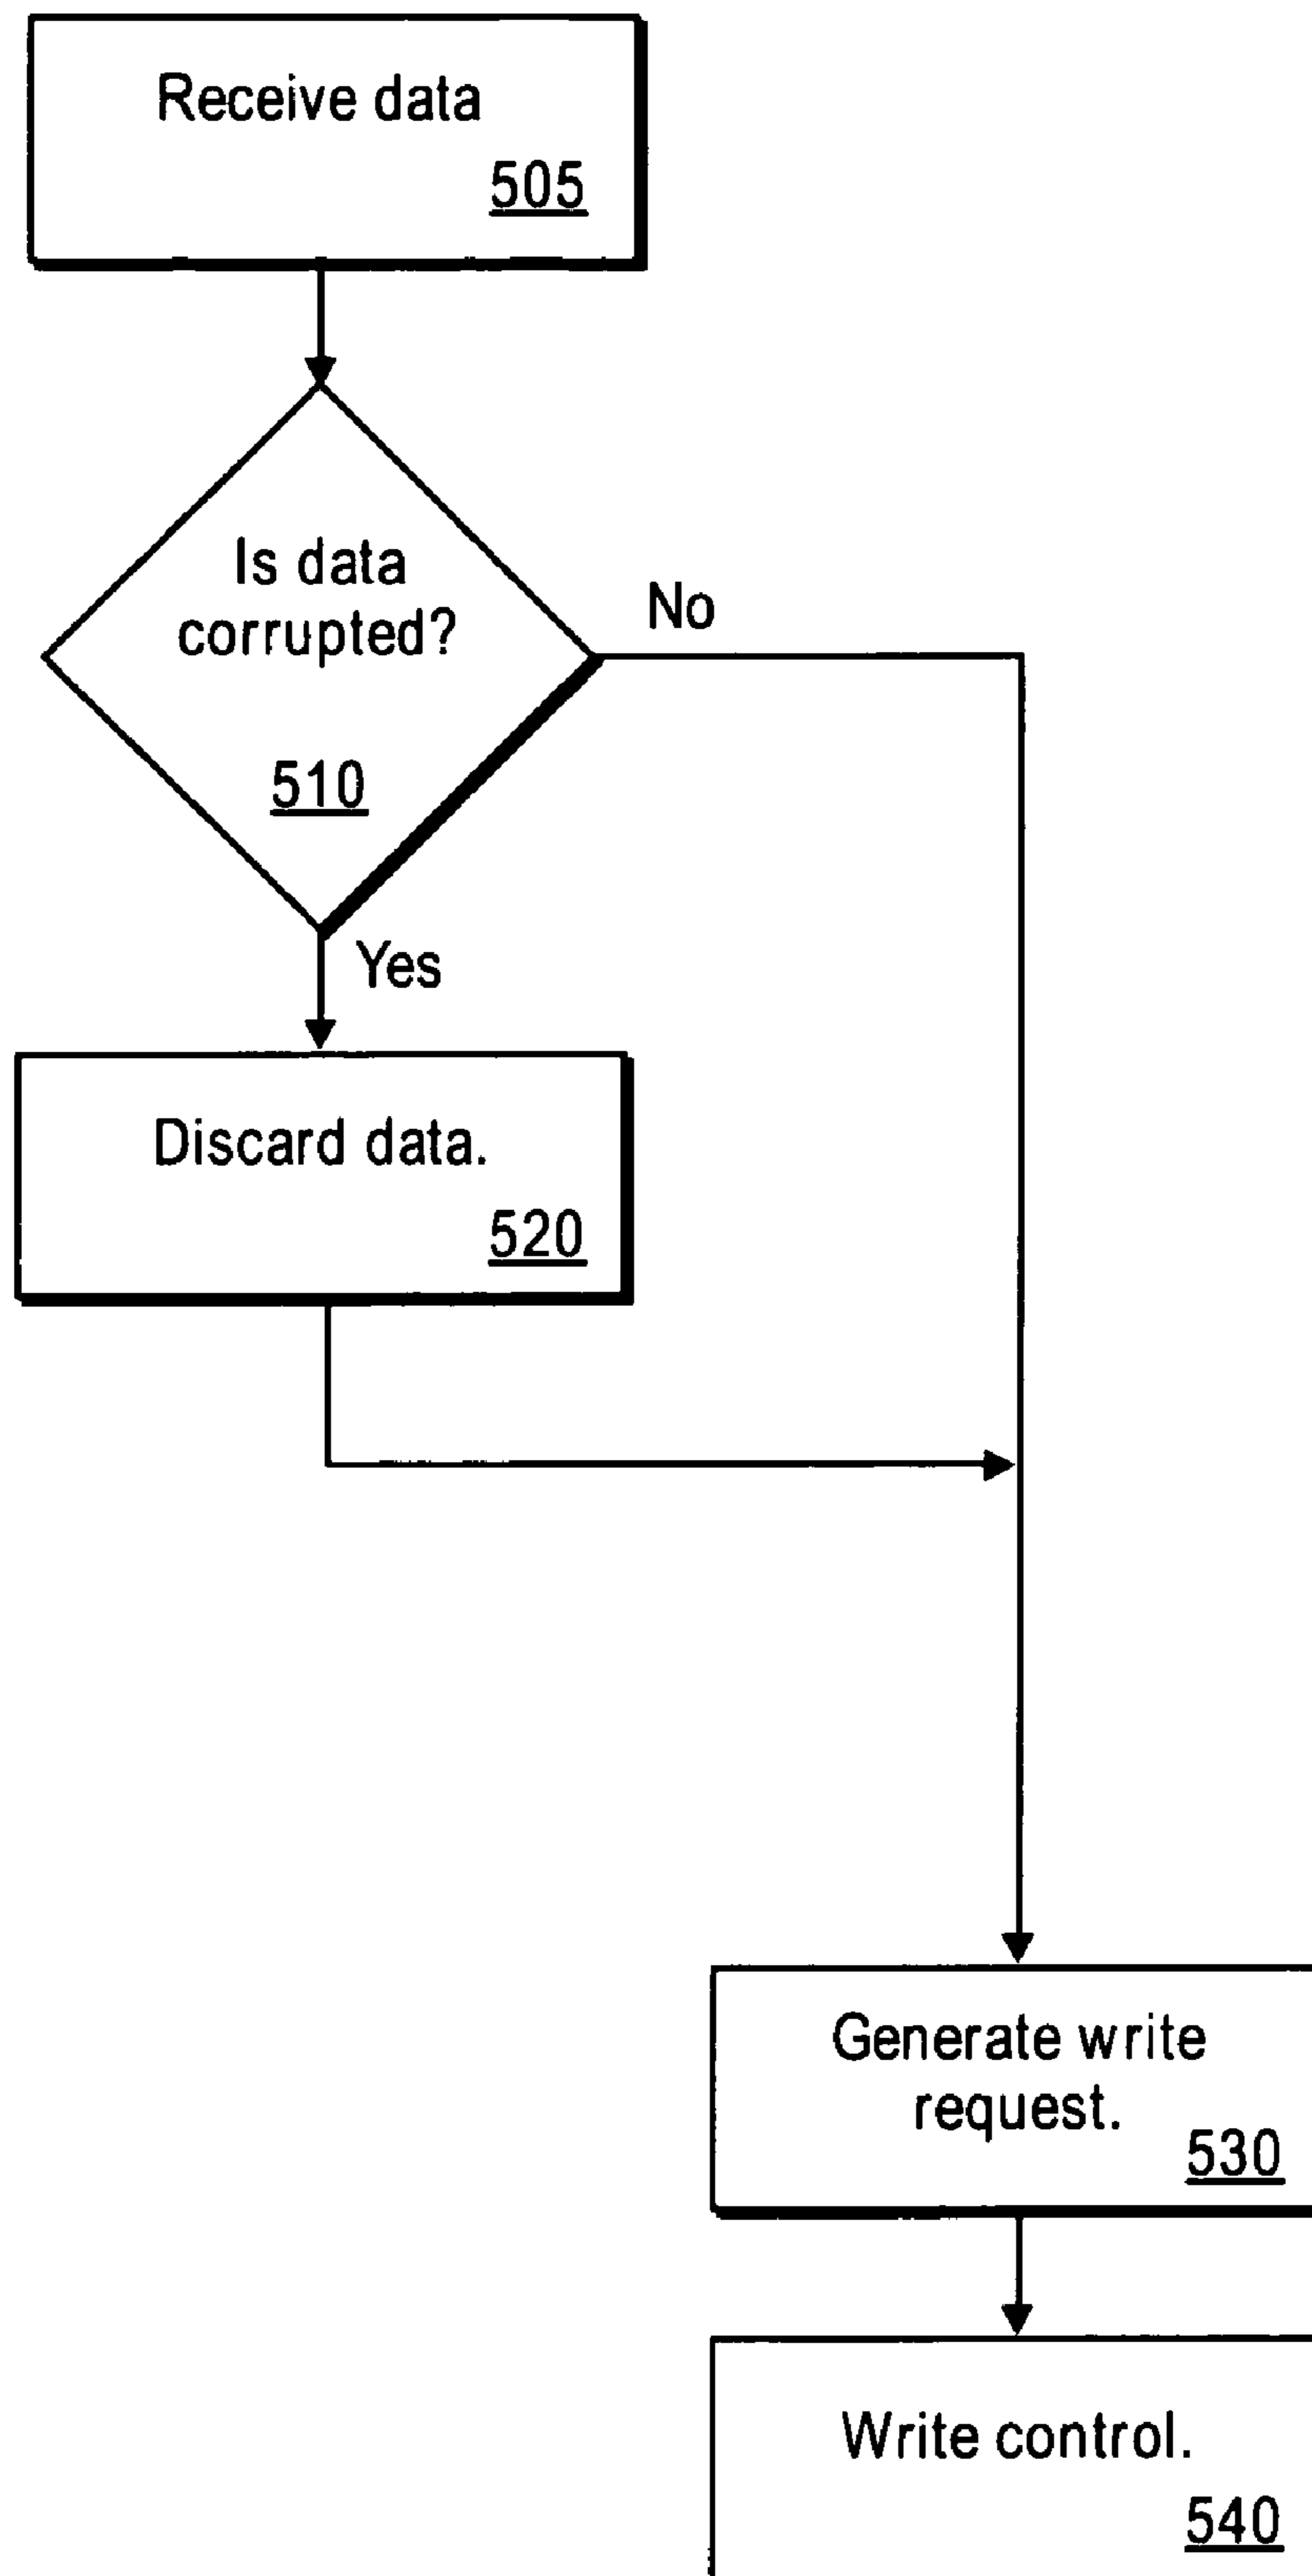 Receive data
505
Is data
corrupted?
No
510
Yes
Discard data.
520
Generate write
request.
530
Write control.
540